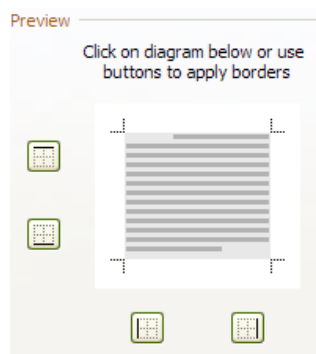 Preview
Click on diagram below or use
buttons to apply borders